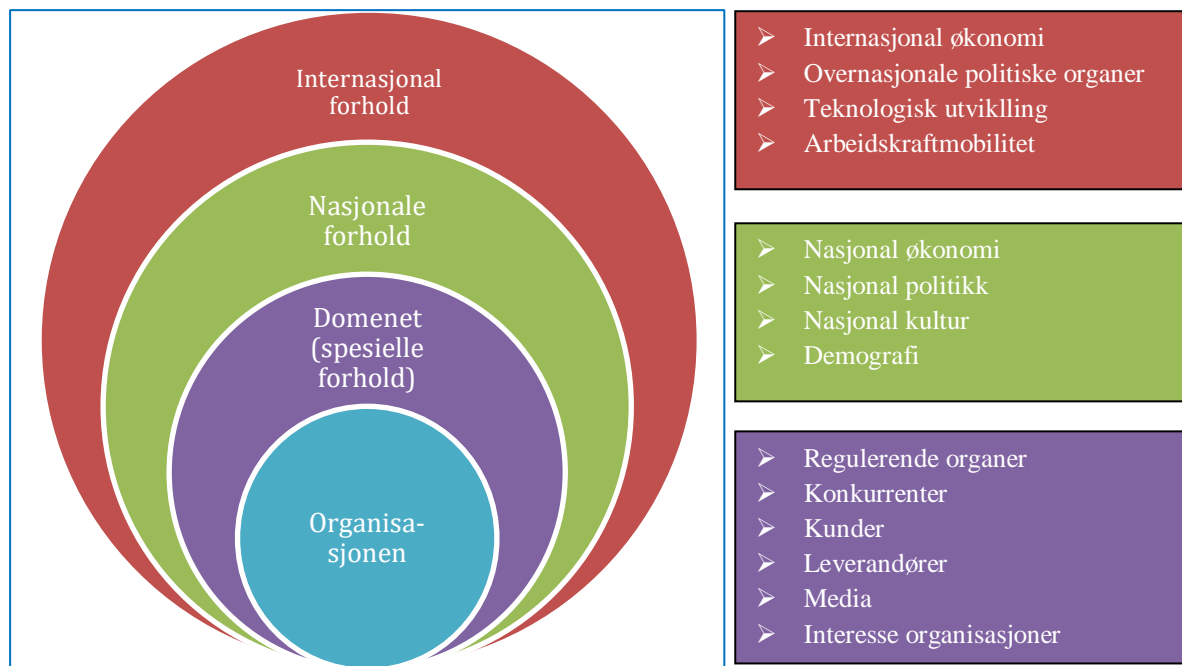 Internasjonal
forhold
Nasjonale
forhold
Domenet
(spesielle
forhold)
Organisa-
sjonen
➢ Internasjonal økonomi
➢ Overnasjonale politiske organer
➢ Teknologisk utviklling
➢ Arbeidskraftmobilitet
➢ Nasjonal økonomi
➢ Nasjonal politikk
➢ Nasjonal kultur
➢ Demografi
➢ Regulerende organer
➢ Konkurrenter
➢ Kunder
➢ Leverandører
➢ Media
➢ Interesse organisasjoner